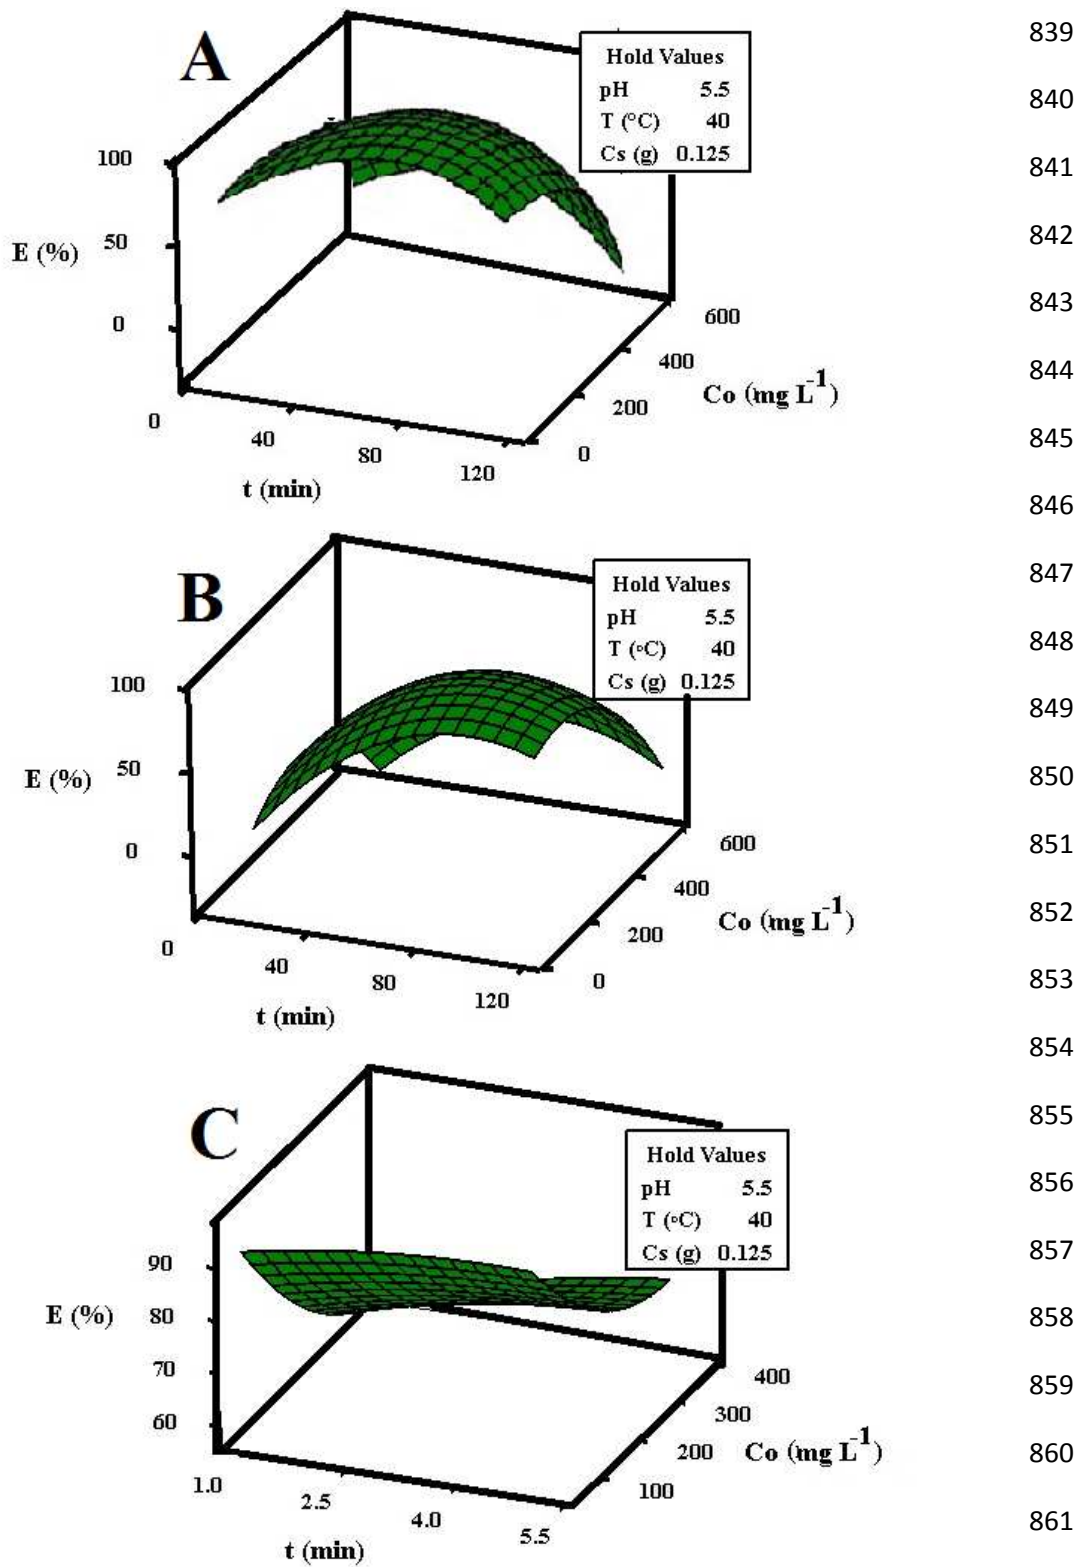 A
Hold Values
pH 5.5
T (°C) 40
Cs (g) 0.125
100
50
0
E (%)
0
40
80
120
t (min)
0
200
400
600
Co (mg L-1)
B
Hold Values
pH 5.5
T (°C) 40
Cs (g) 0.125
100
50
0
E (%)
0
40
80
120
t (min)
0
200
400
600
Co (mg L-1)
C
Hold Values
pH 5.5
T (°C) 40
Cs (g) 0.125
90
80
70
60
E (%)
1.0
2.5
4.0
5.5
t (min)
100
200
300
400
Co (mg L-1)
839
840
841
842
843
844
845
846
847
848
849
850
851
852
853
854
855
856
857
858
859
860
861